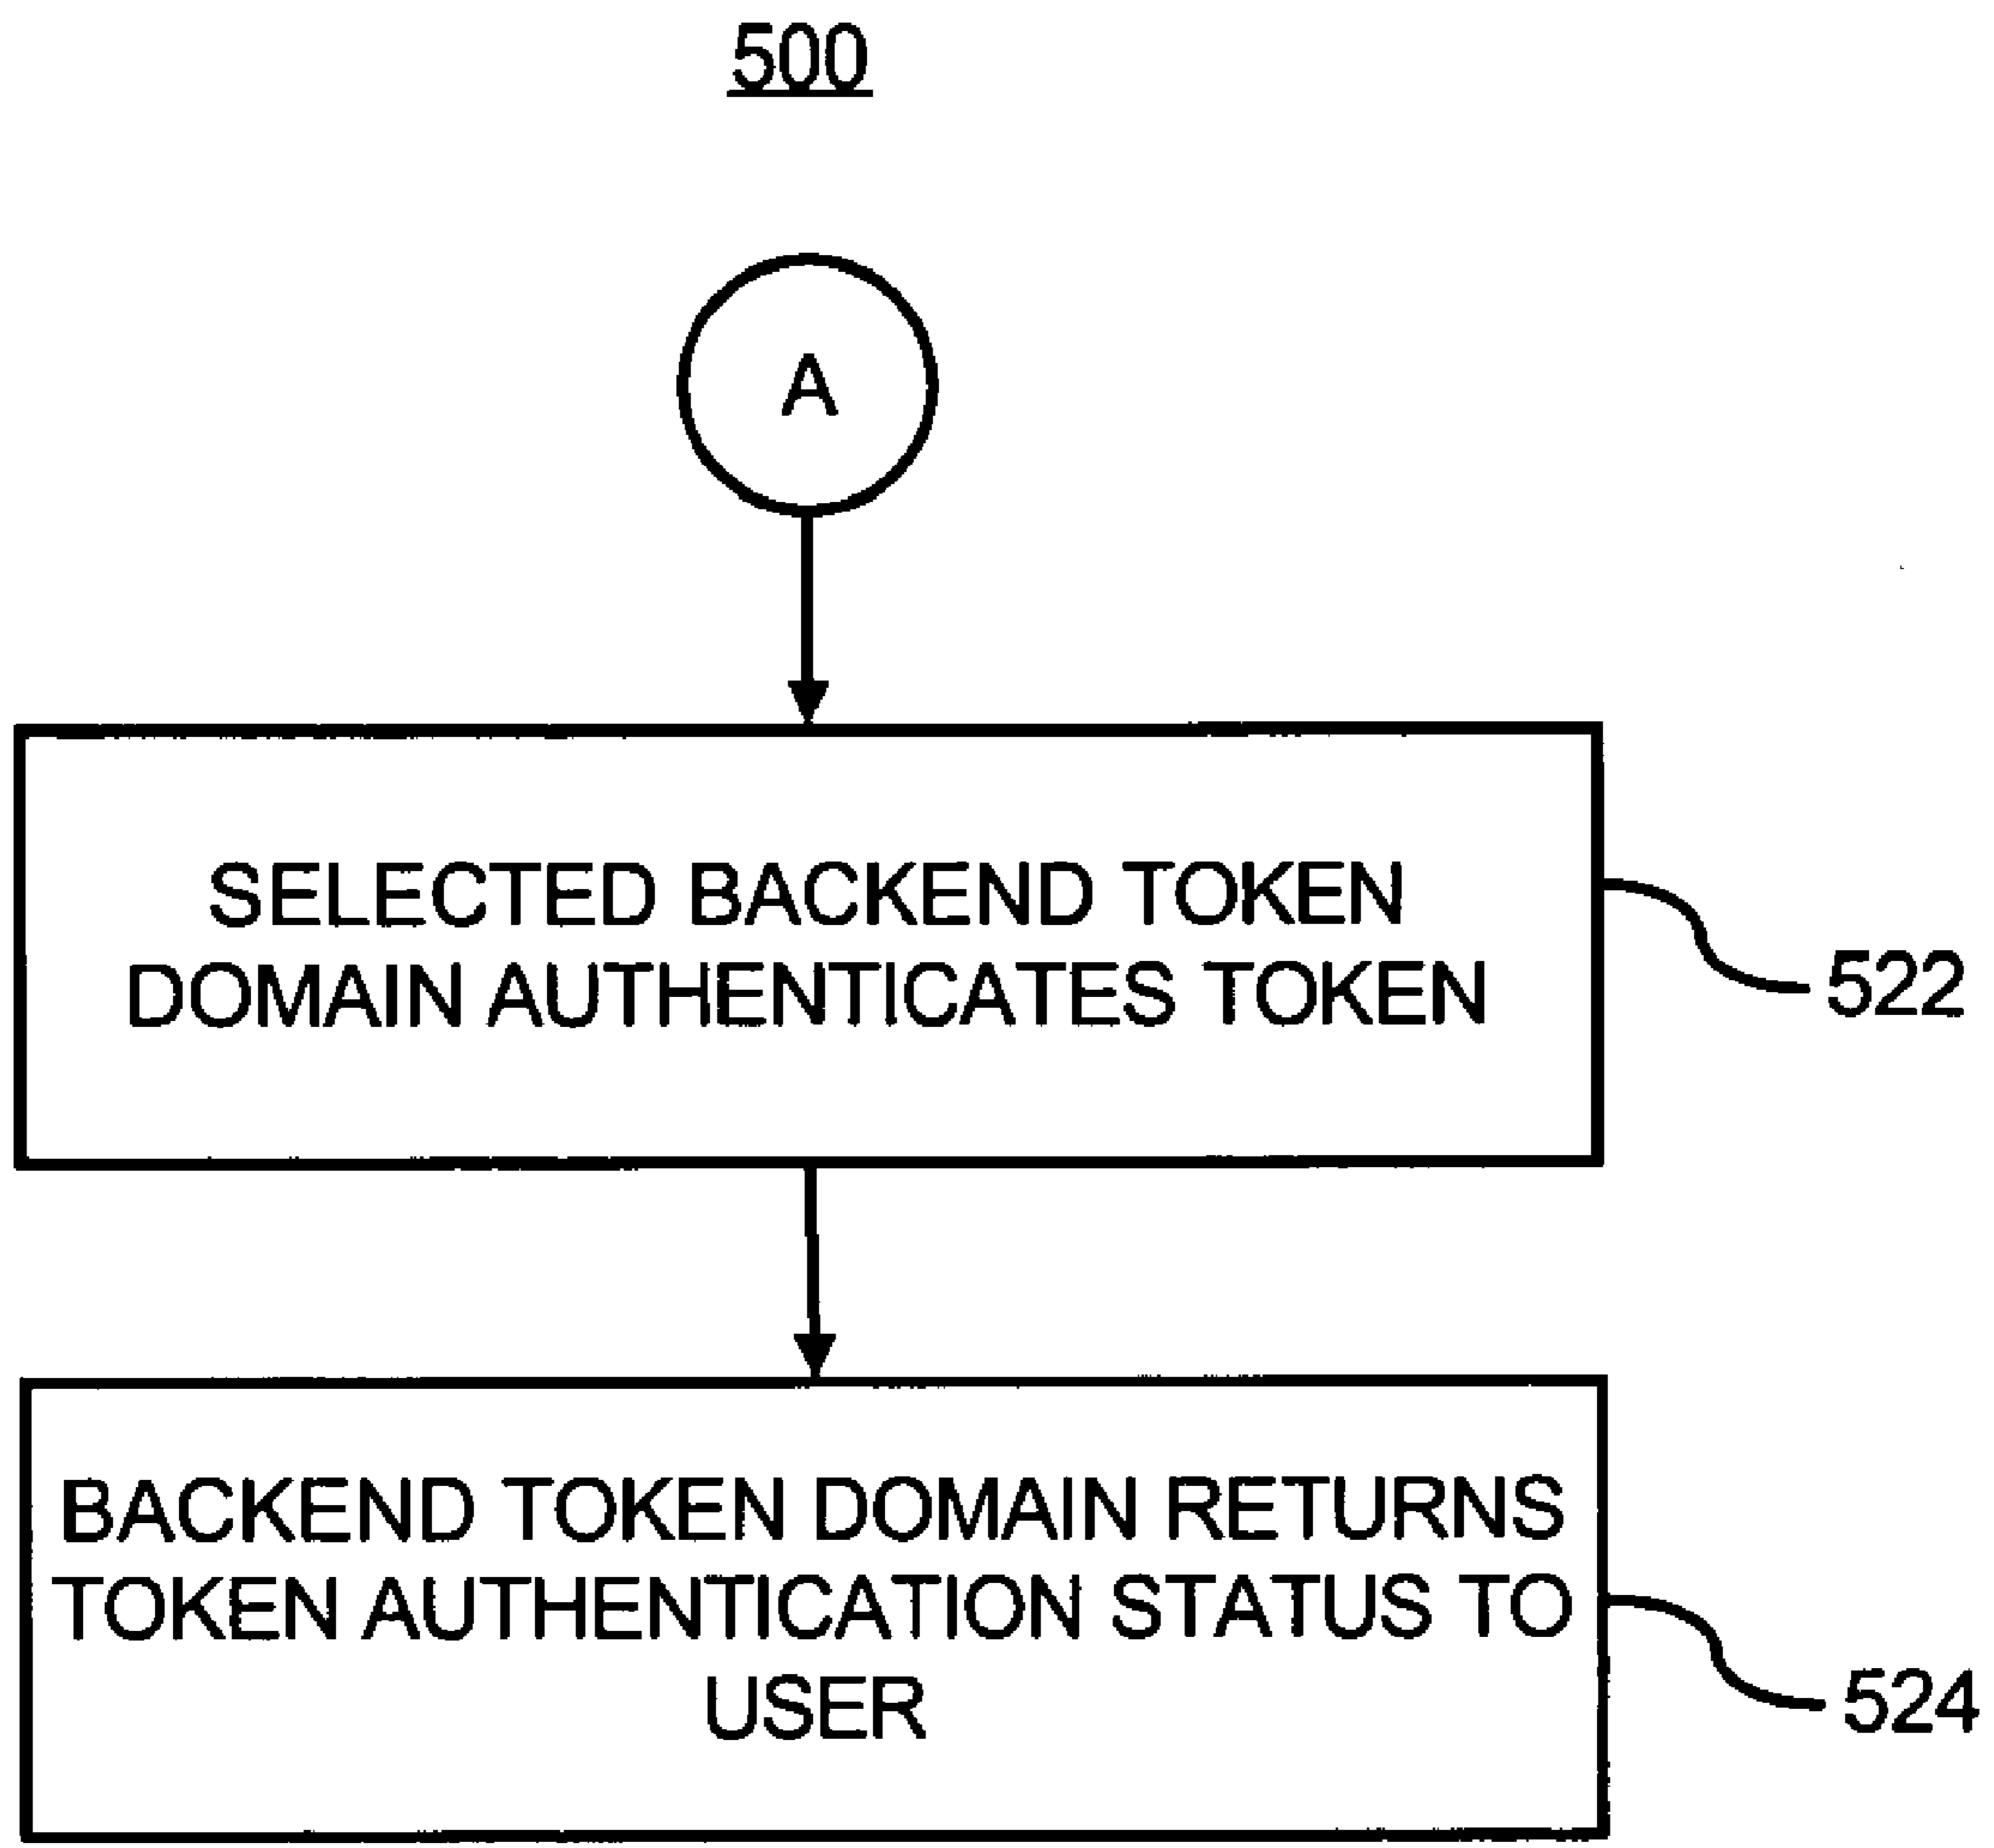 500
A
SELECTED BACKEND TOKEN
DOMAIN AUTHENTICATES TOKEN
522
BACKEND TOKEN DOMAIN RETURNS
TOKEN AUTHENTICATION STATUS TO
USER
524